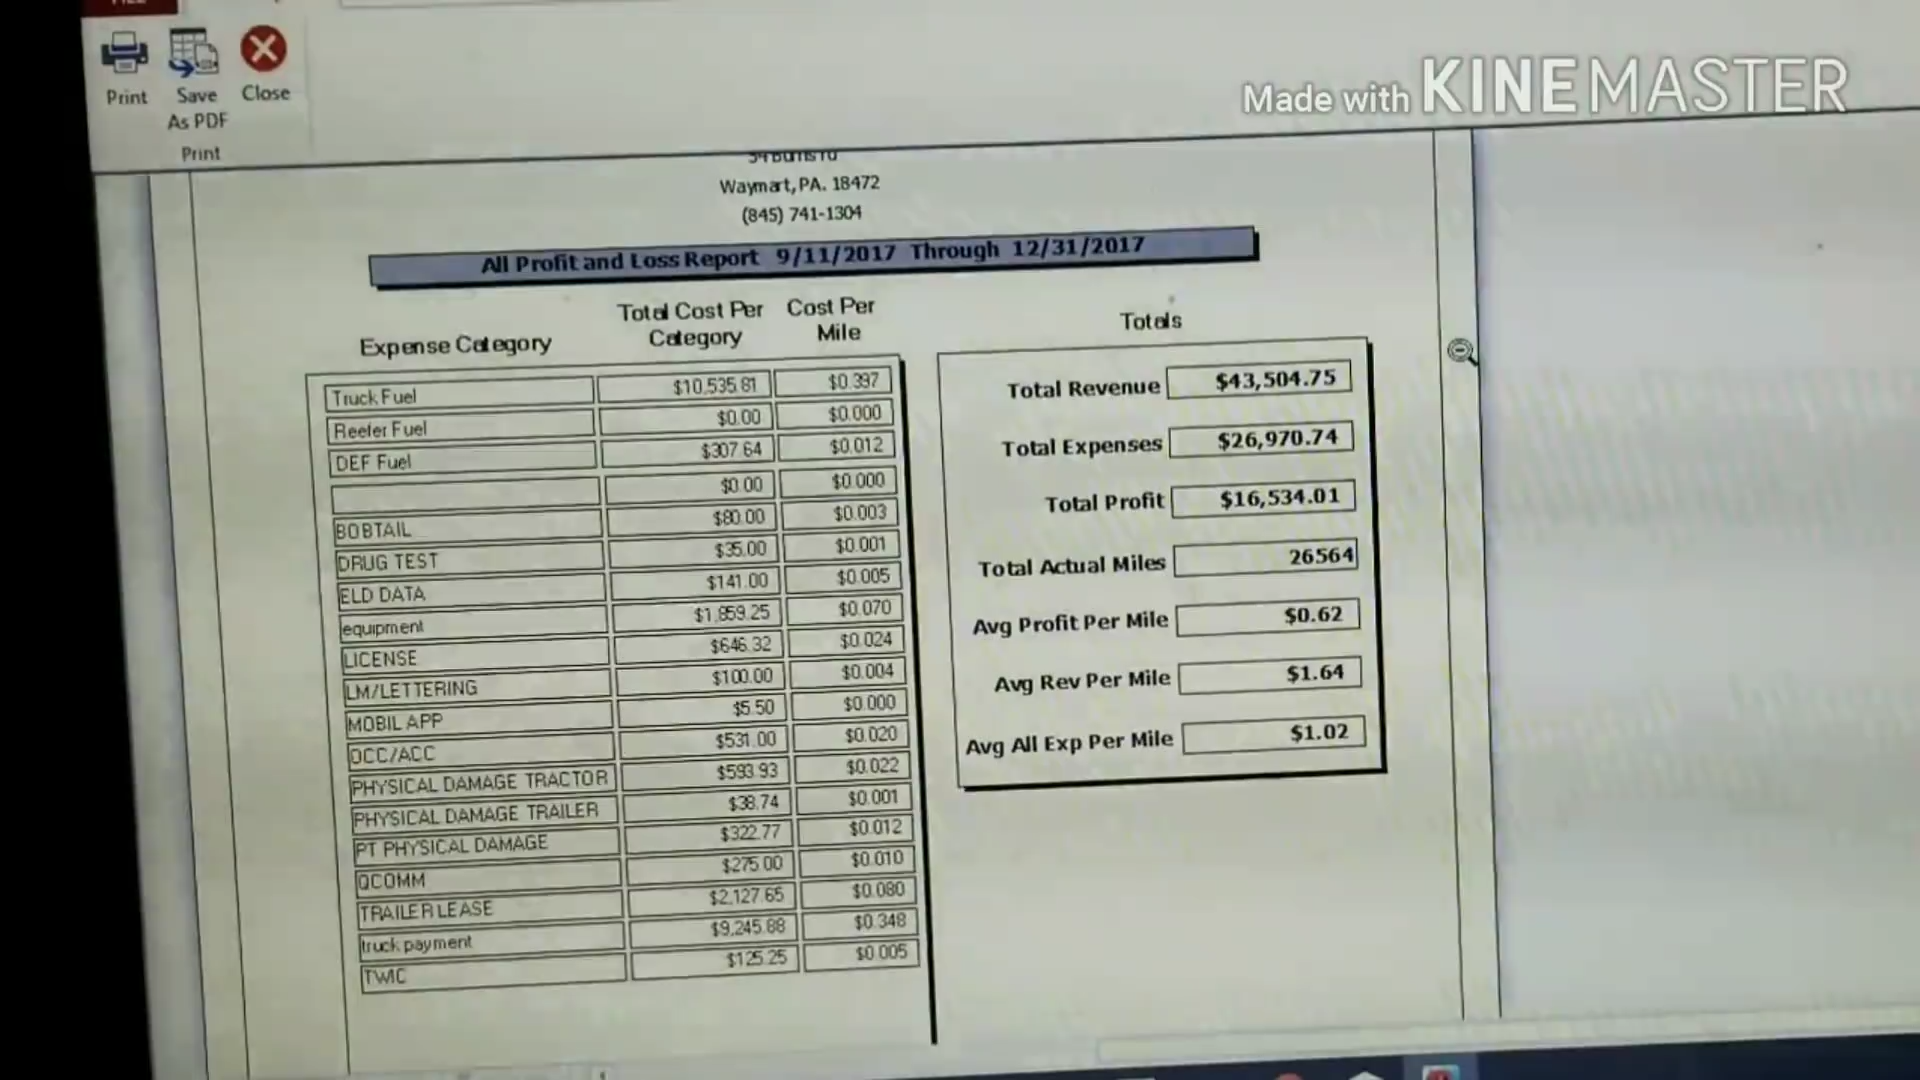 FILE
Print
Save
As PDF
Close
Print
Made with KINEMASTER
Waymart, PA. 18472
(845) 741-1304
All Profit and Loss Report 9/11/2017 Through 12/31/2017
Expense Category Total Cost Per Category Cost Per Mile
Truck Fuel $10,535.81 $0.397
Reefer Fuel $0.00 $0.000
DEF Fuel $307.64 $0.012
$0.00 $0.000
BOBTAIL $80.00 $0.003
DRUG TEST $35.00 $0.001
ELD DATA $141.00 $0.005
equipment $1,859.25 $0.070
LICENSE $646.32 $0.024
LM/LETTERING $100.00 $0.004
MOBIL APP $5.50 $0.000
OCC/ACC $531.00 $0.020
PHYSICAL DAMAGE TRACTOR $593.93 $0.022
PHYSICAL DAMAGE TRAILER $38.74 $0.001
PT PHYSICAL DAMAGE $322.77 $0.012
QCOMM $275.00 $0.010
TRAILER LEASE $2,127.65 $0.080
truck payment $9,245.88 $0.348
TWIC $125.25 $0.005
Totals
Total Revenue $43,504.75
Total Expenses $26,970.74
Total Profit $16,534.01
Total Actual Miles 26564
Avg Profit Per Mile $0.62
Avg Rev Per Mile $1.64
Avg All Exp Per Mile $1.02